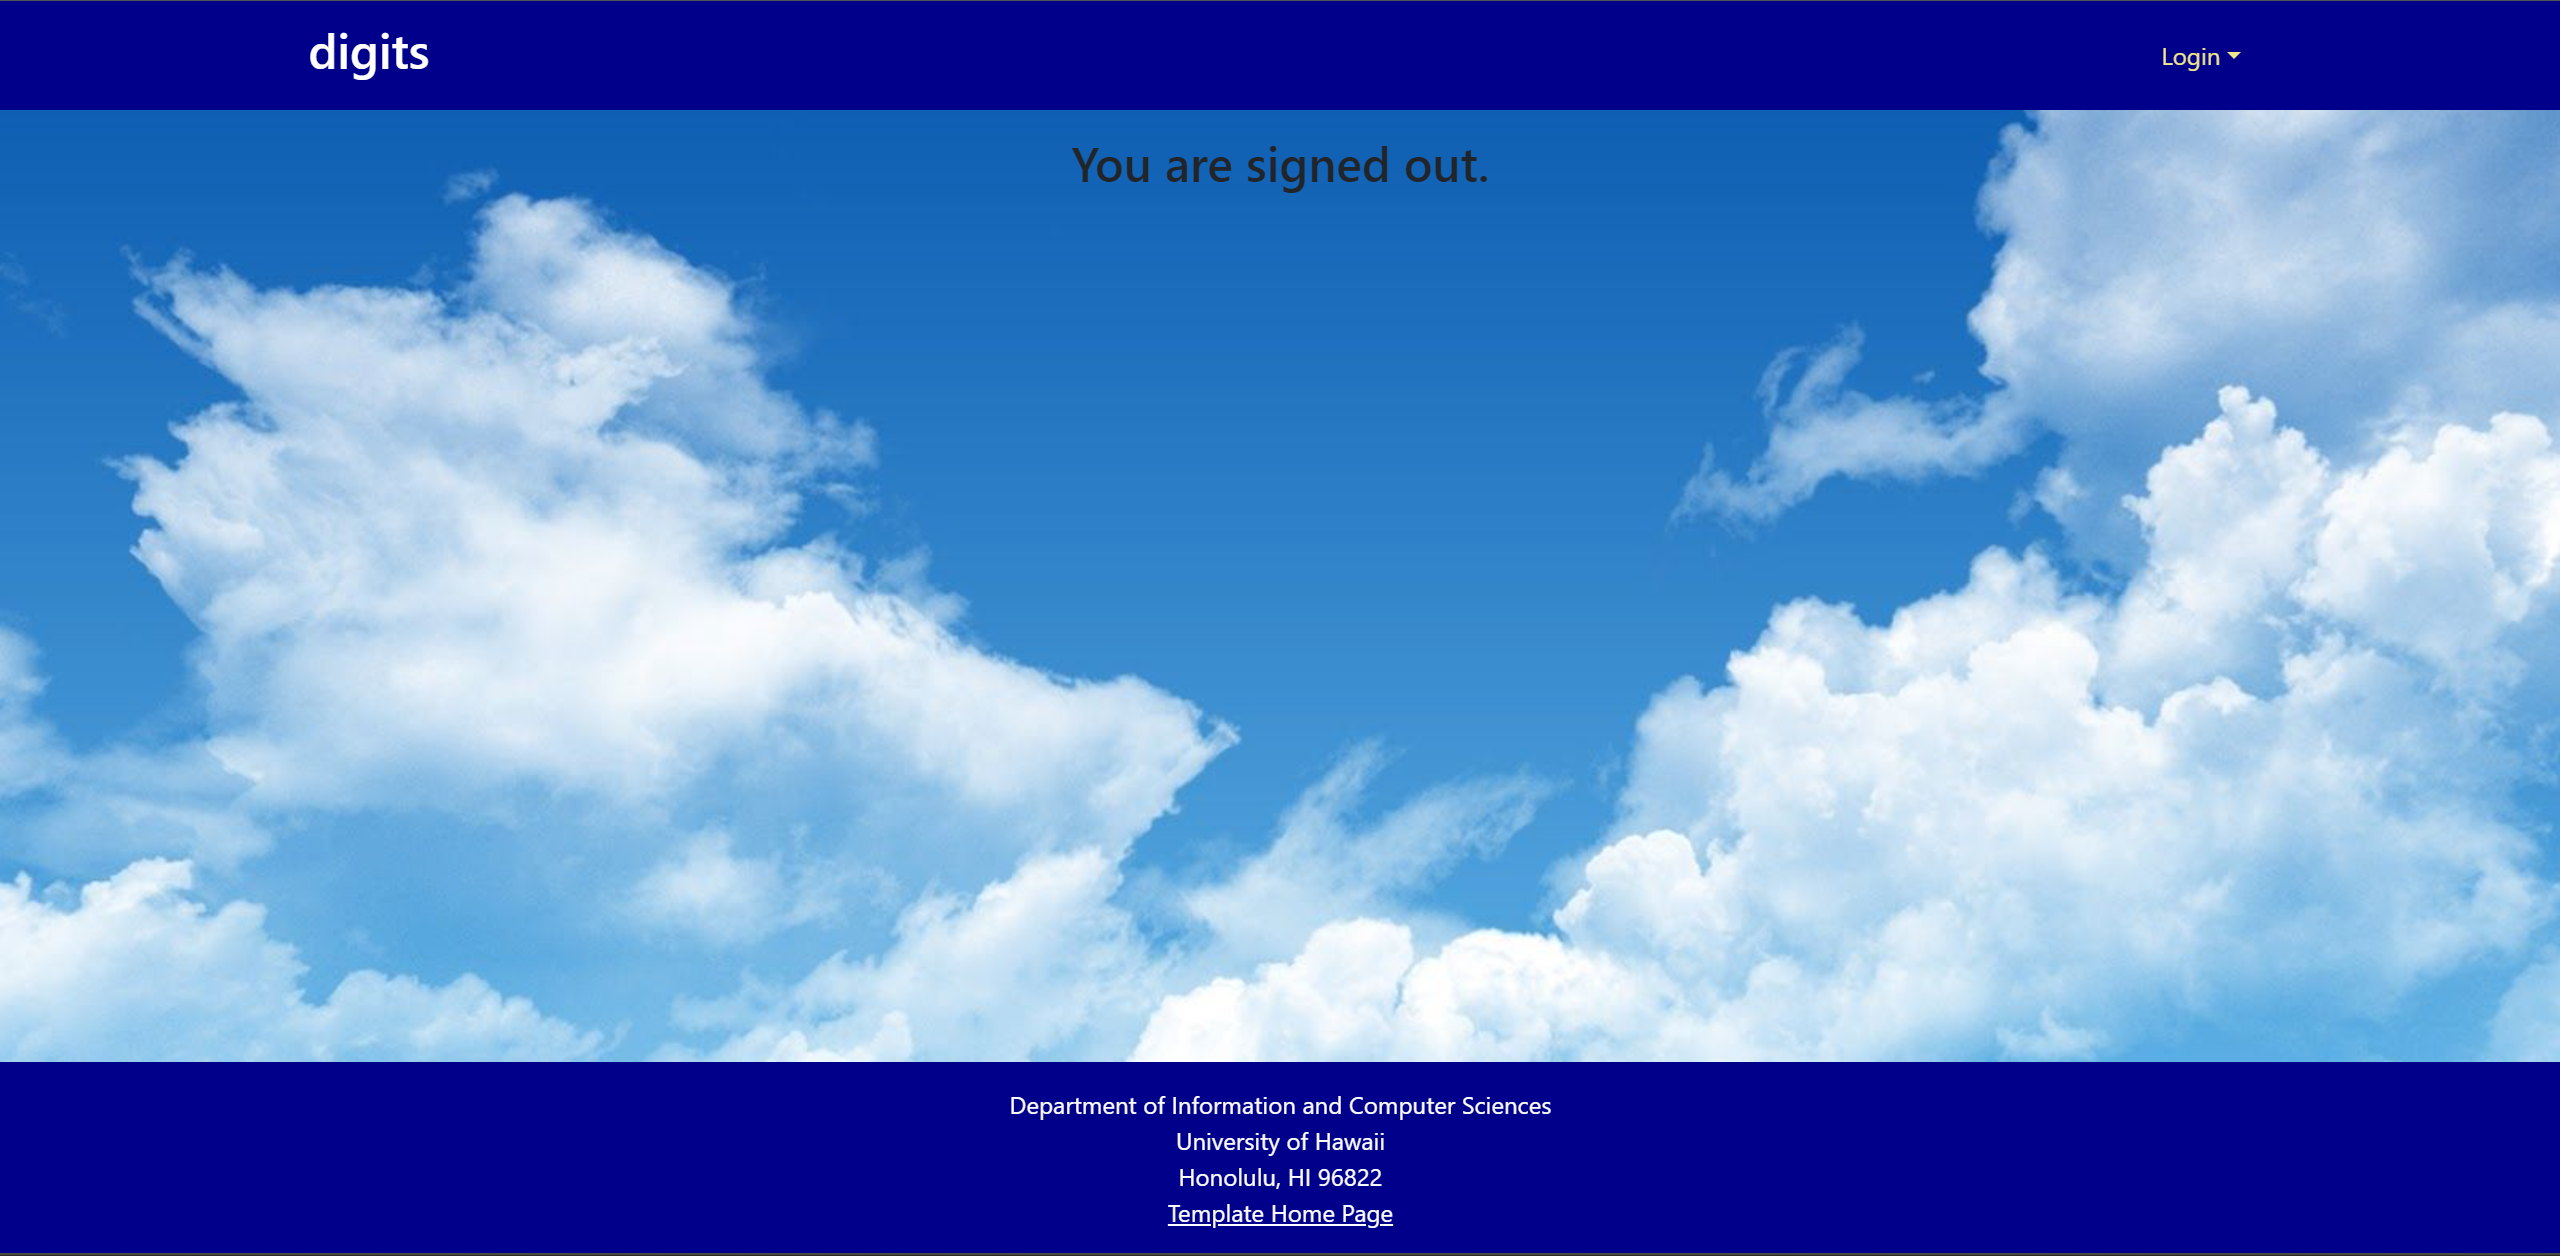 digits
Login
You are signed out.
Department of Information and Computer Sciences
University of Hawaii
Honolulu, HI 96822
Template Home Page